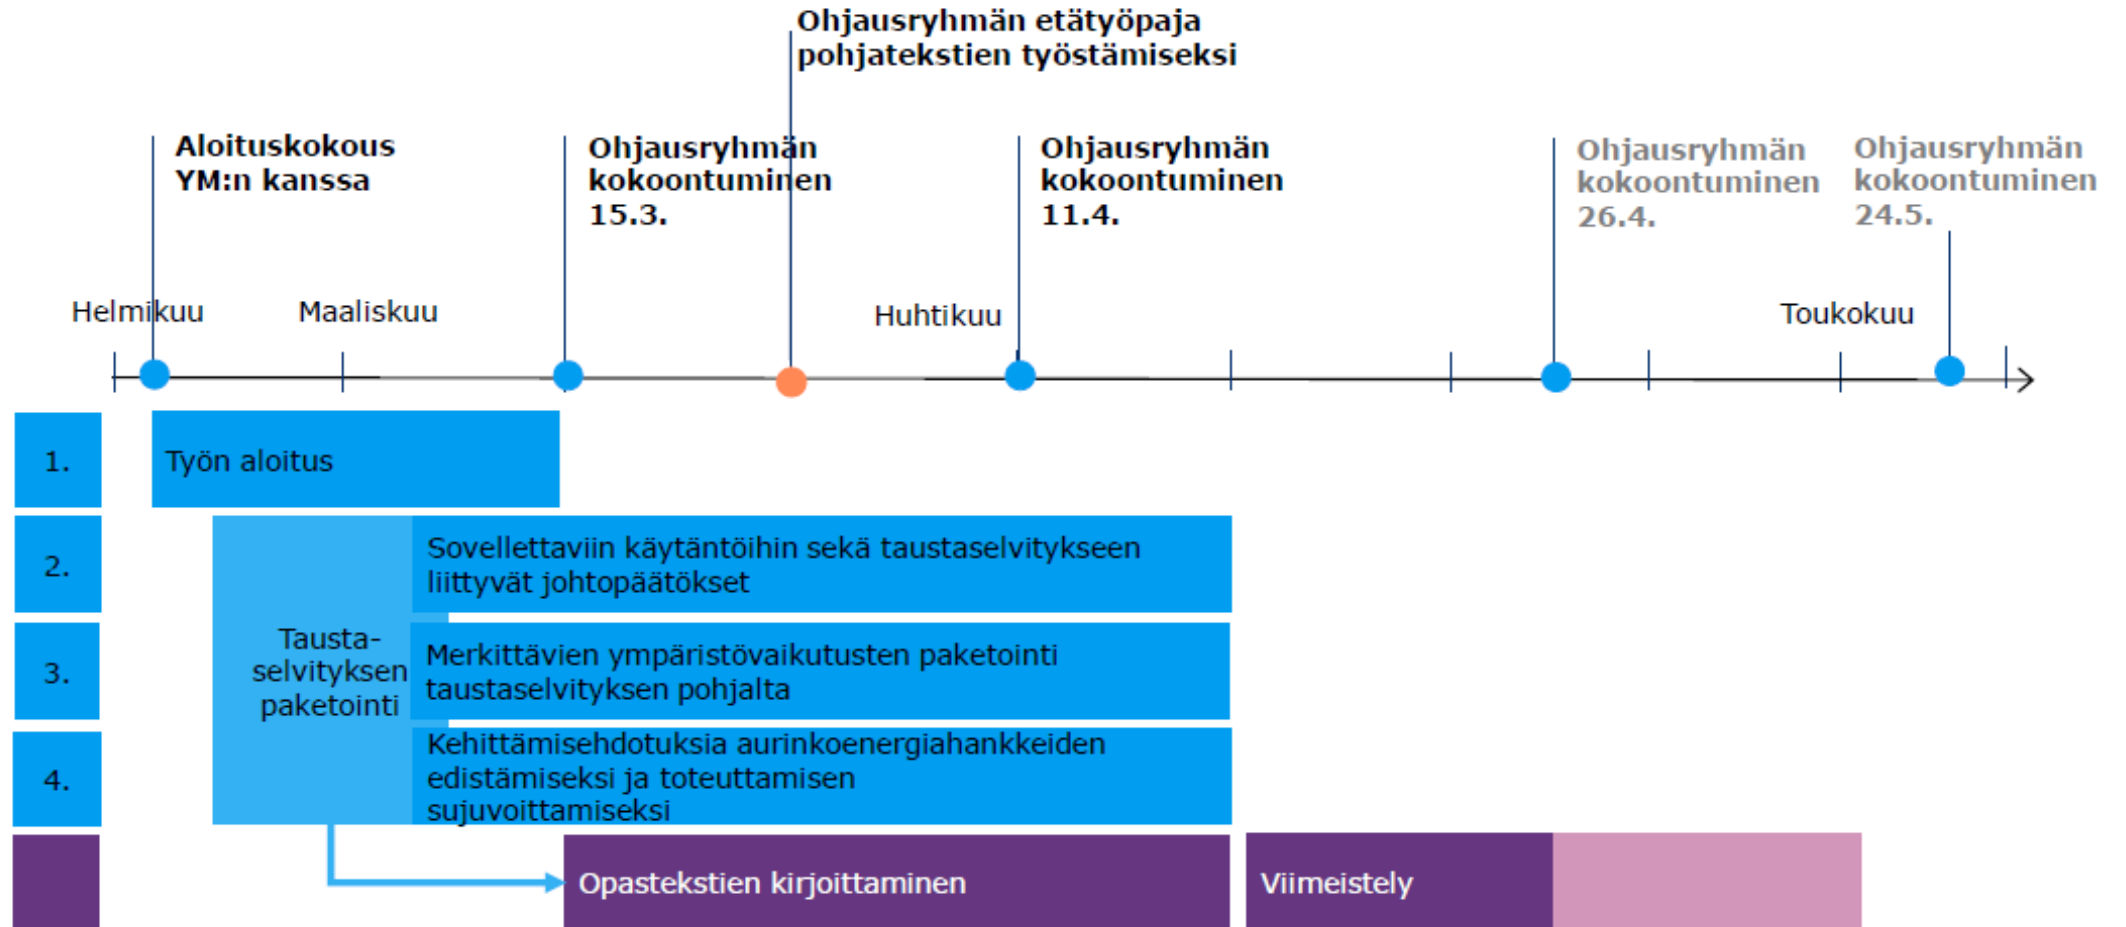 Ohjausryhmän etätyöpaja
pohjatekstien työstämiseksi
Aloituskokous
YM:n kanssa
Ohjausryhmän
kokoontuminen
15.3.
Ohjausryhmän
kokoontuminen
11.4.
Ohjausryhmän
kokoontuminen
26.4.
Ohjausryhmän
kokoontuminen
24.5.
Helmikuu
Maaliskuu
Huhtikuu
Toukokuu
1.
Työn aloitus
2.
Sovellettaviin käytäntöihin sekä taustaselvitykseen
liittyvät johtopäätökset
Tausta-
selvityksen
paketointi
3.
Merkittävien ympäristövaikutusten paketointi
taustaselvityksen pohjalta
4.
Kehittämisehdotuksia aurinkoenergiahankkeiden
edistämiseksi ja toteuttamisen
sujuvoittamiseksi
Opastekstien kirjoittaminen
Viimeistely